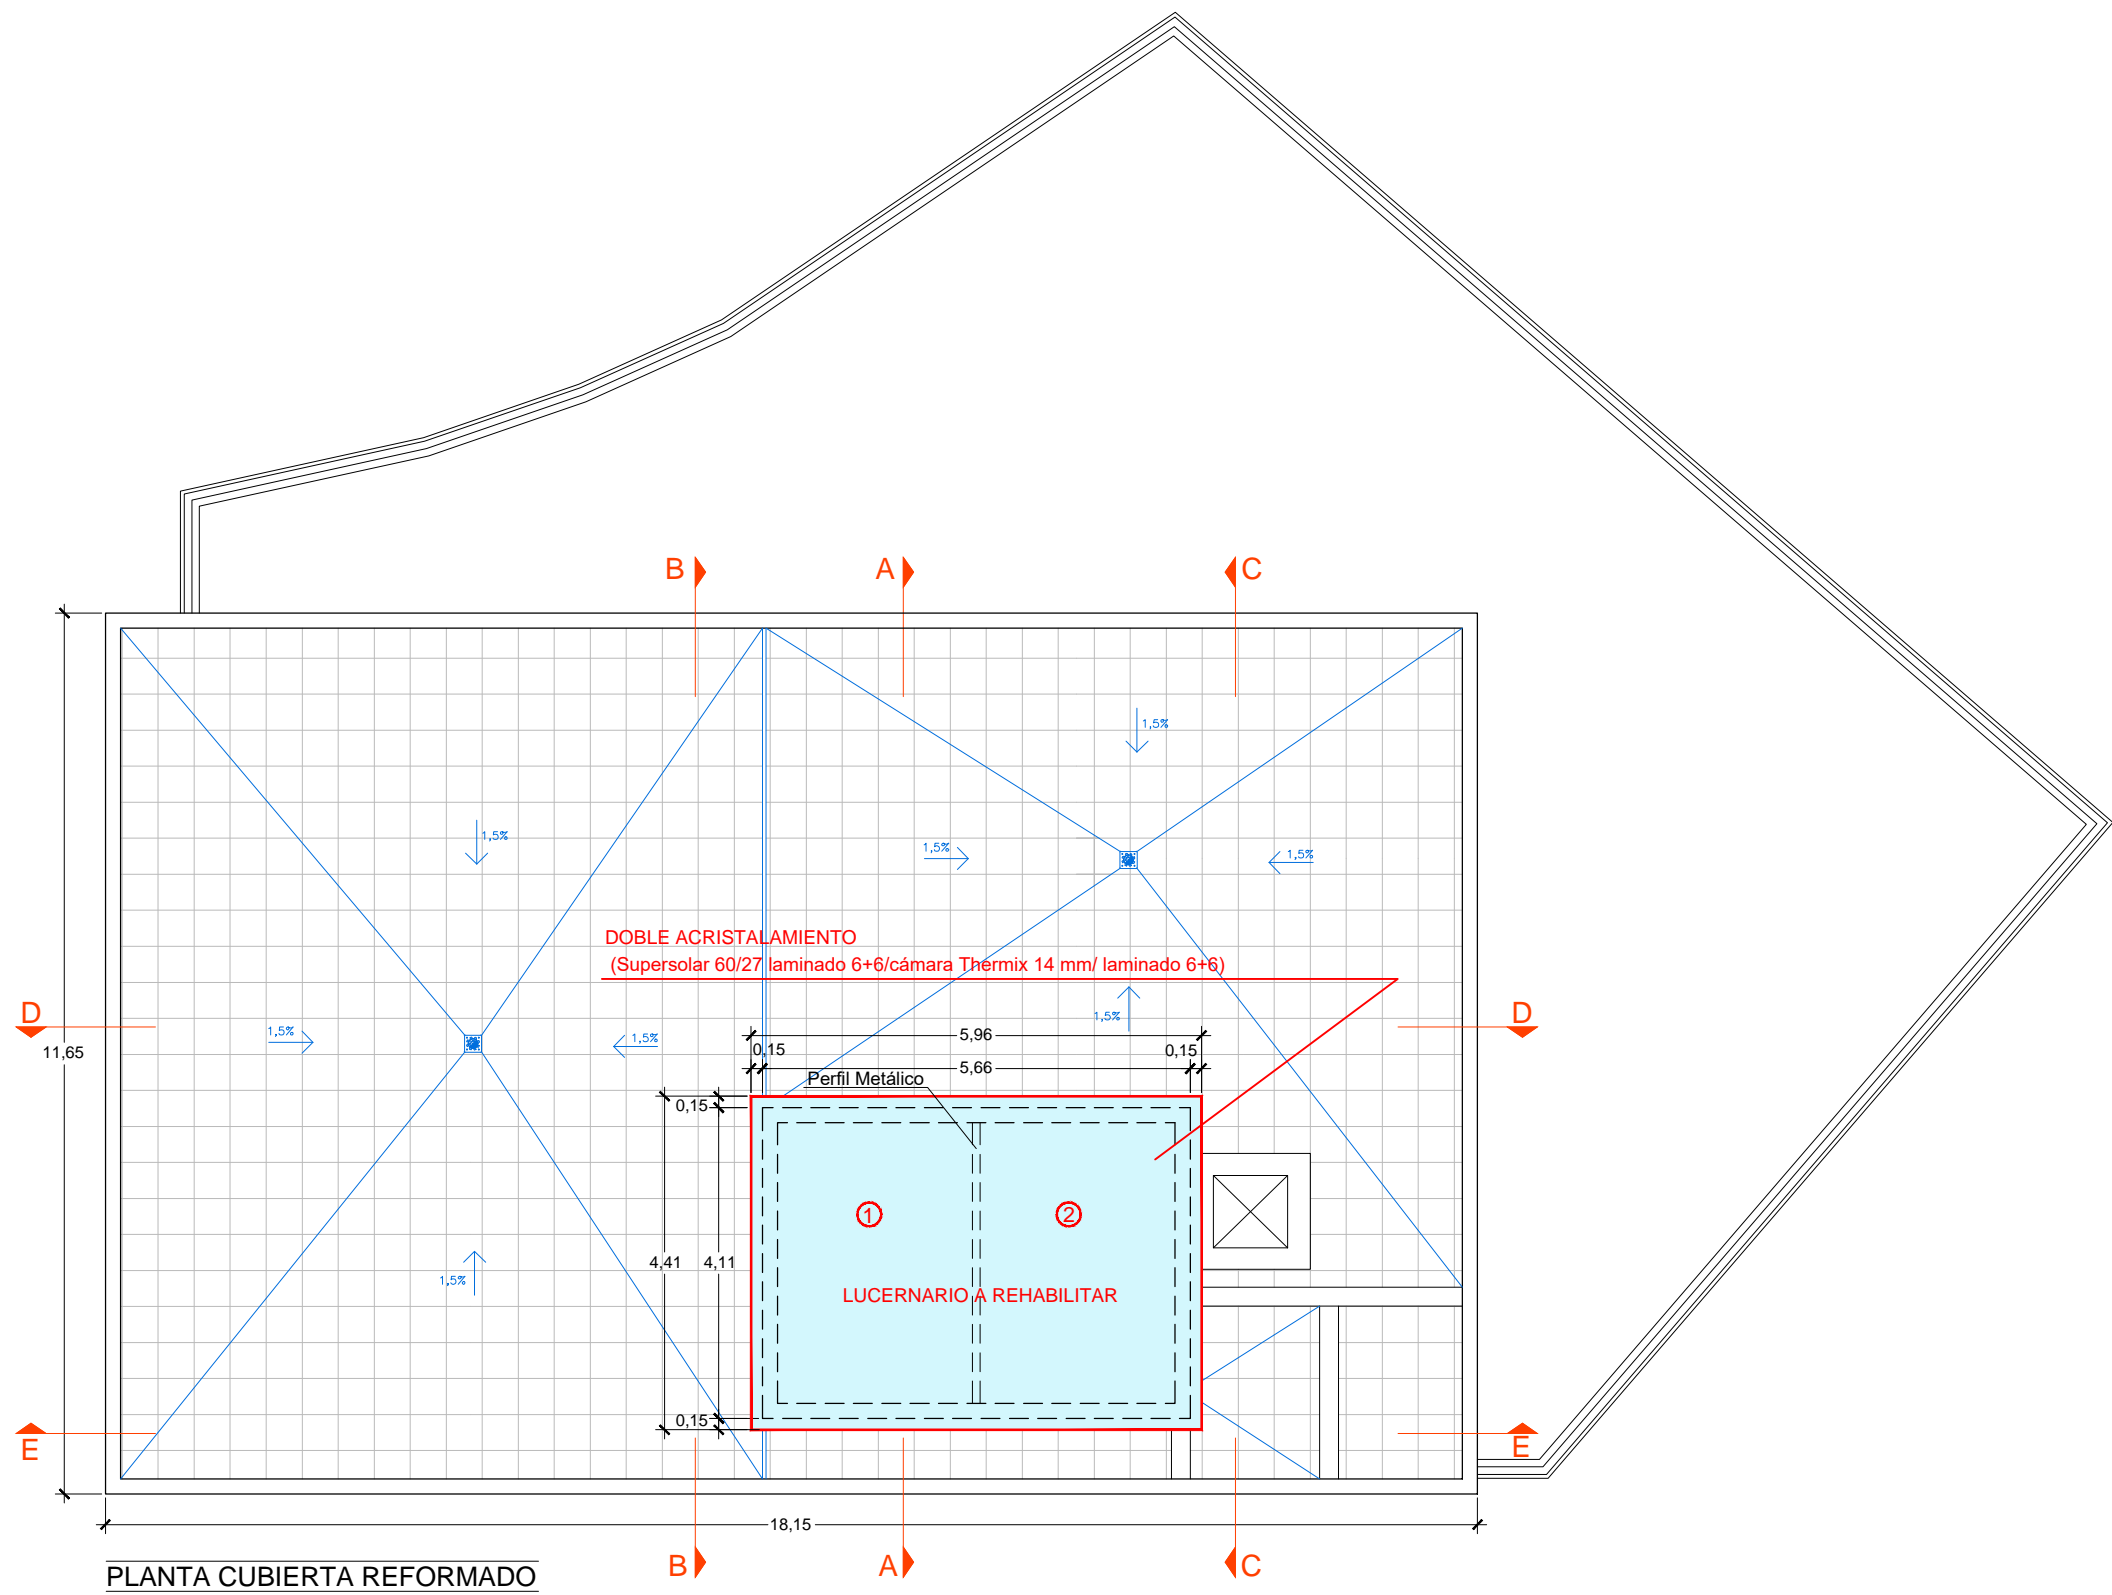 B
A
C
1,5%
1,5%
1,5%
1,5%
DOBLE ACRISTALAMIENTO
(Supersolar 60/27 laminado 6+6/cámara Thermix 14 mm/ laminado 6+6)
D
D
1,5%
1,5%
1,5%
11,65
5,96
0,15
0,15
5,66
Perfil Metálico
0,15
1
2
4,41
4,11
1,5%
LUCERNARIO A REHABILITAR
0,15
E
E
18,15
B
A
C
PLANTA CUBIERTA REFORMADO